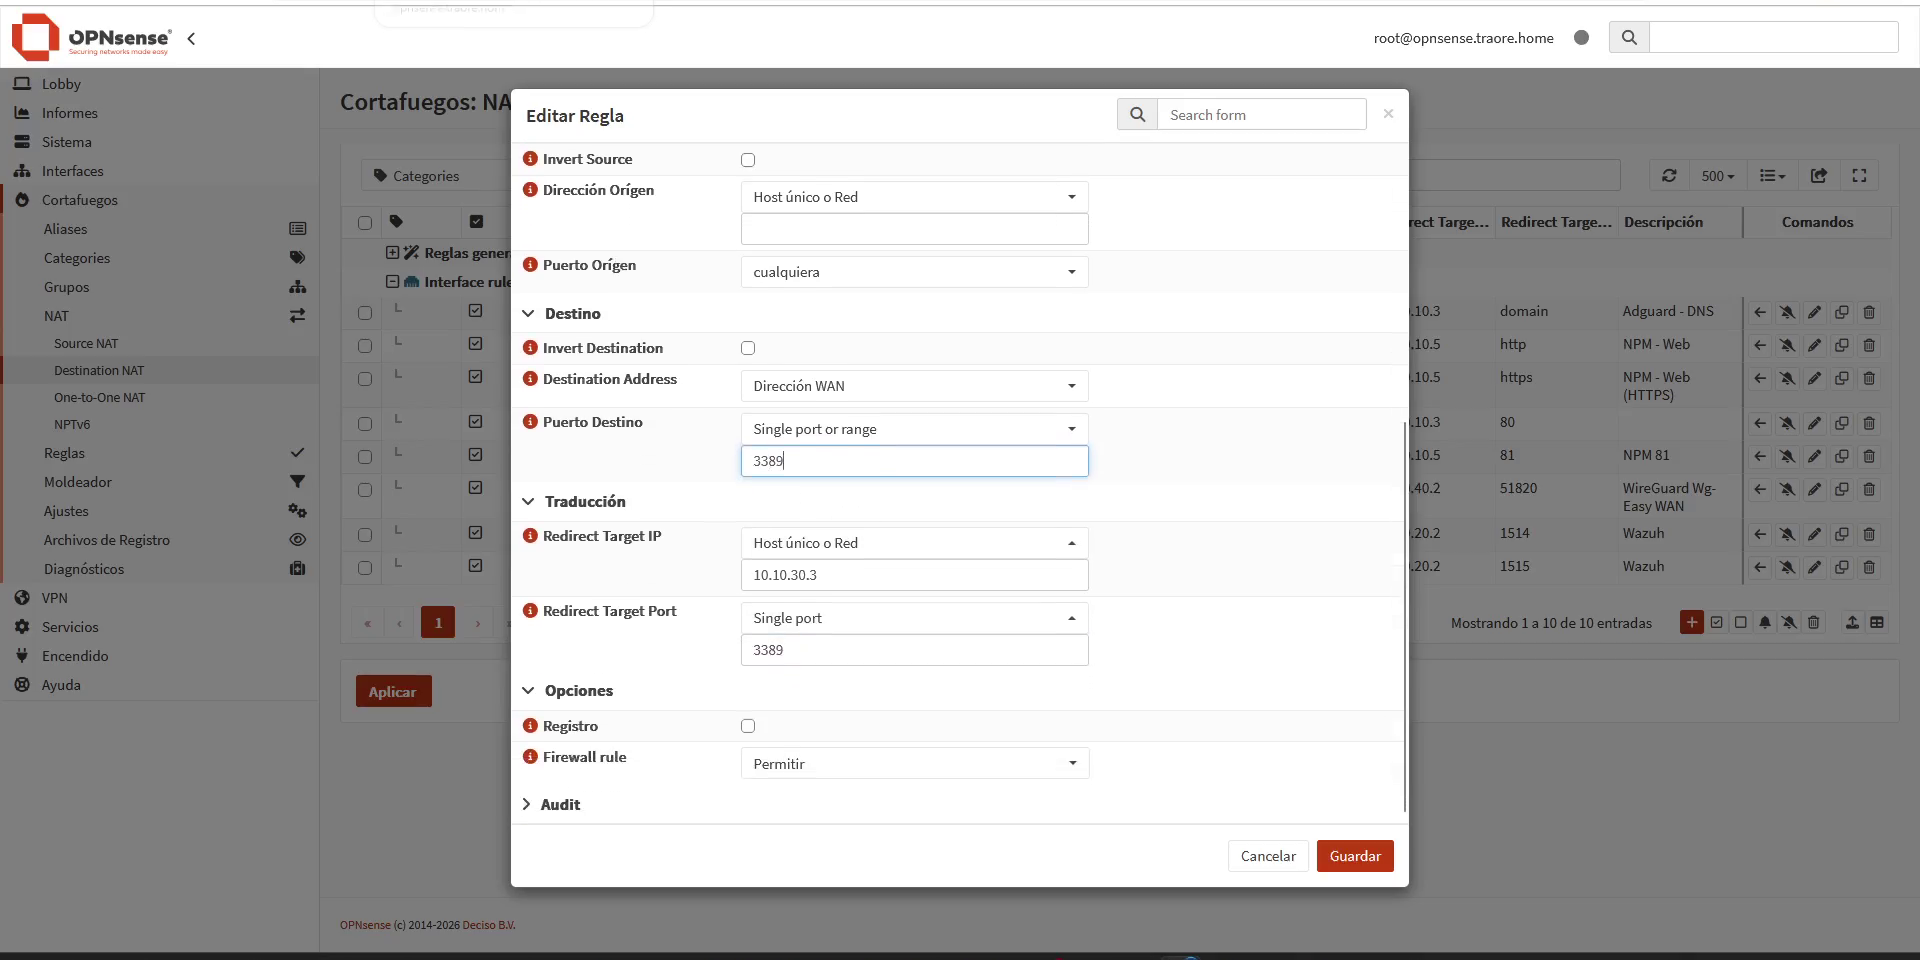 OPNsense
Securing networks made easy
root@opnsense.traore.home
Lobby
Informes
Sistema
Interfaces
Cortafuegos
Aliases
Categories
Grupos
NAT
Source NAT
Destination NAT
One-to-One NAT
NPTv6
Reglas
Moldeador
Ajustes
Archivos de Registro
Diagnósticos
VPN
Servicios
Encendido
Ayuda
Cortafuegos: NA
Categories
500
rect Targe... Redirect Targe... Descripción Comandos
Reglas gener
Interface rule
.10.3 domain Adguard - DNS
.10.5 http NPM - Web
.10.5 https NPM - Web
(HTTPS)
.10.3 80
.10.5 81 NPM 81
.40.2 51820 WireGuard Wg-
Easy WAN
.20.2 1514 Wazuh
.20.2 1515 Wazuh
« ‹ 1 ›
Mostrando 1 a 10 de 10 entradas
Aplicar
Editar Regla
Search form
×
Invert Source
Dirección Orígen
Host único o Red
Puerto Orígen
cualquiera
Destino
Invert Destination
Destination Address
Dirección WAN
Puerto Destino
Single port or range
3389
Traducción
Redirect Target IP
Host único o Red
10.10.30.3
Redirect Target Port
Single port
3389
Opciones
Registro
Firewall rule
Permitir
Audit
Cancelar
Guardar
OPNsense (c) 2014-2026 Deciso B.V.